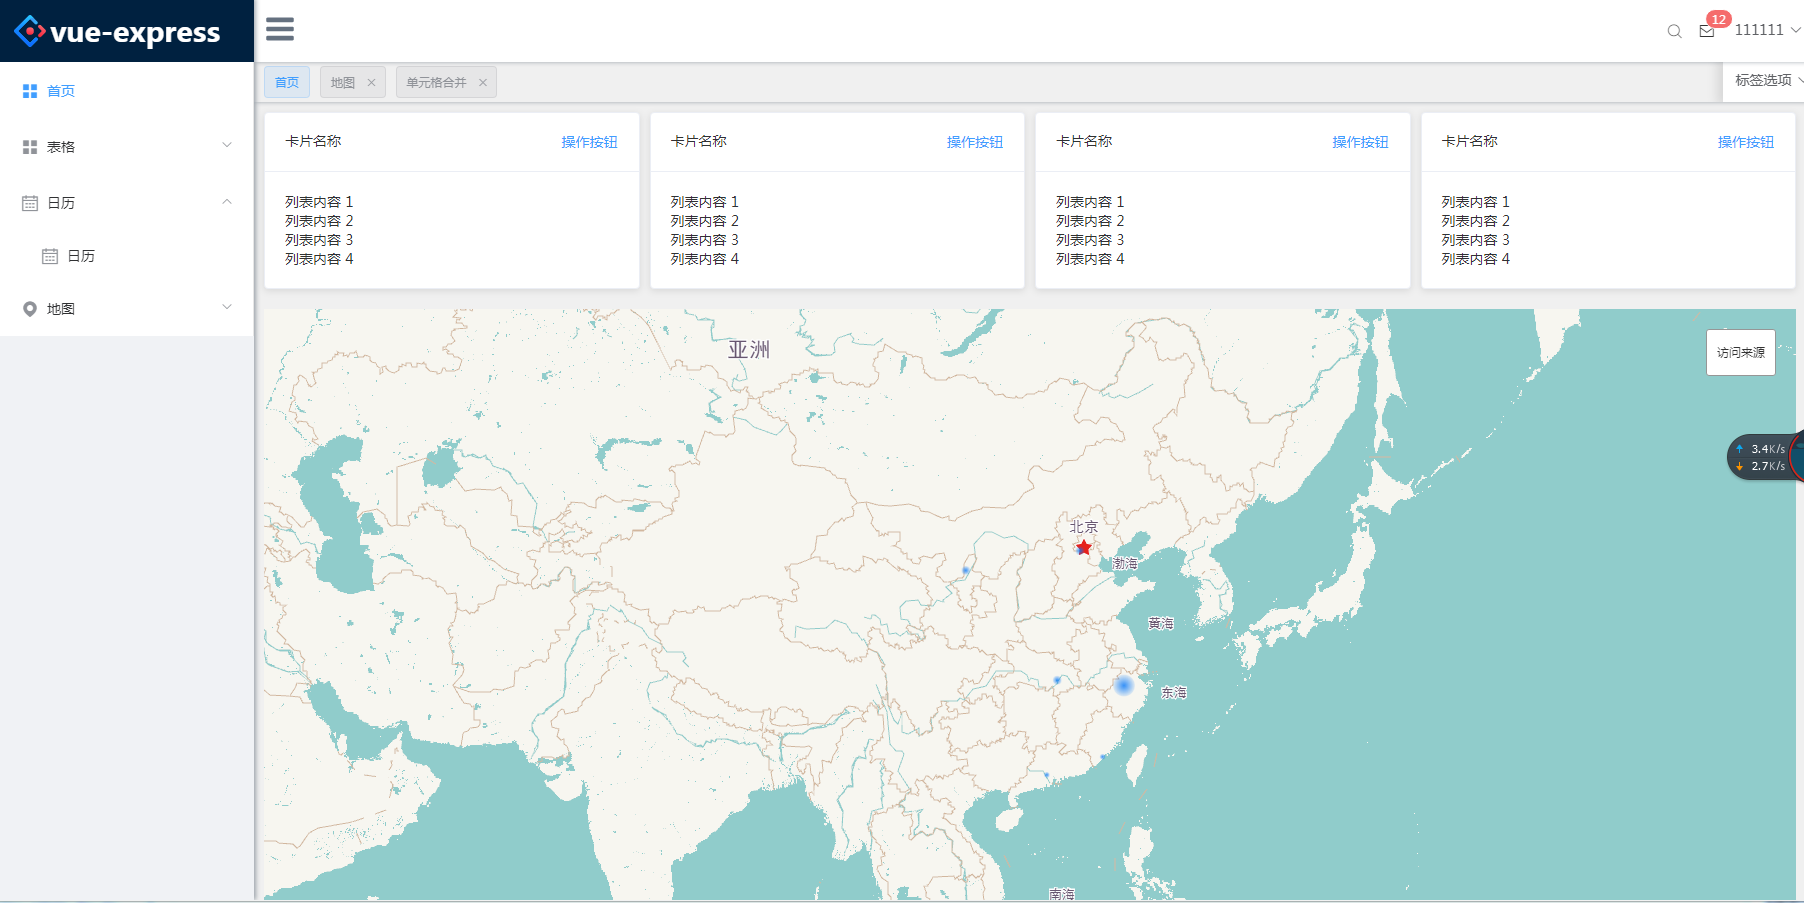 vue-express
12
111111
首页
地图
单元格合并
标签选项
首页
表格
日历
日历
地图
卡片名称 操作按钮
列表内容 1
列表内容 2
列表内容 3
列表内容 4
卡片名称 操作按钮
列表内容 1
列表内容 2
列表内容 3
列表内容 4
卡片名称 操作按钮
列表内容 1
列表内容 2
列表内容 3
列表内容 4
卡片名称 操作按钮
列表内容 1
列表内容 2
列表内容 3
列表内容 4
亚洲
访问来源
3.4K/s
2.7K/s
北京
渤海
黄海
东海
南海